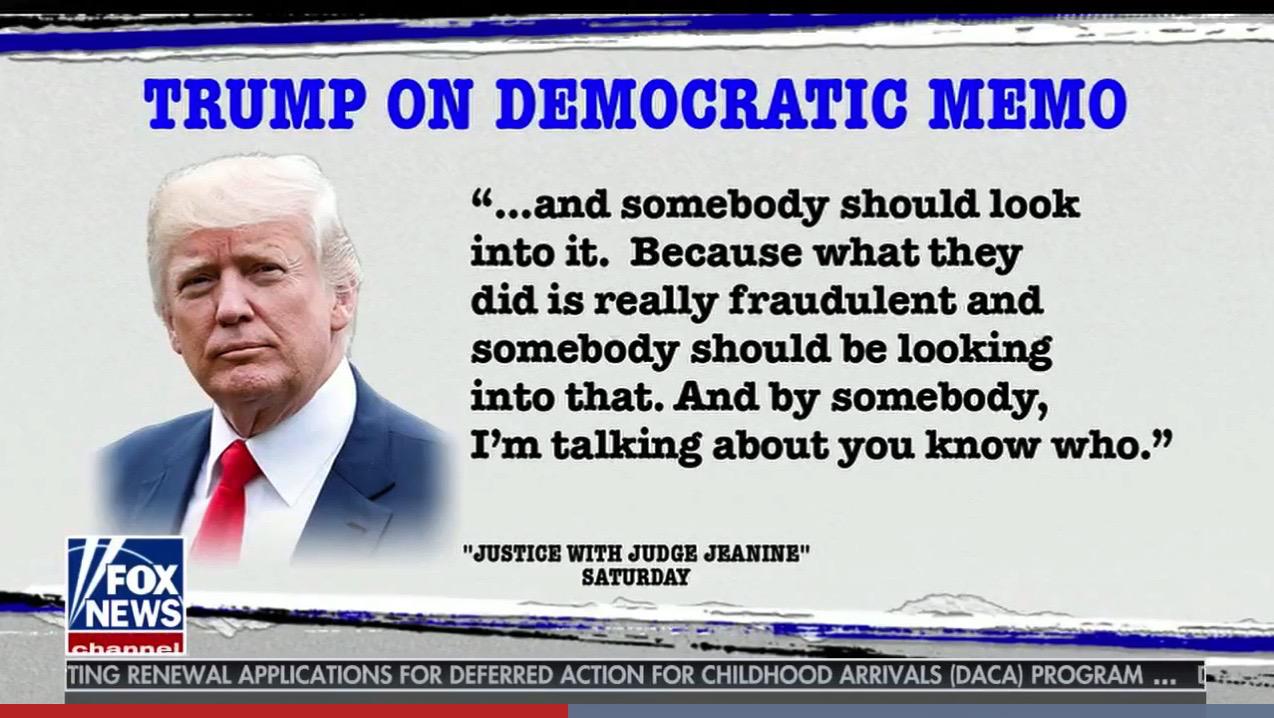 TRUMP ON DEMOCRATIC MEMO
“...and somebody should look
into it.  Because what they
did is really fraudulent and
somebody should be looking
into that. And by somebody,
I’m talking about you know who.”
"JUSTICE WITH JUDGE JEANINE"
SATURDAY
FOX
NEWS
channel
TING RENEWAL APPLICATIONS FOR DEFERRED ACTION FOR CHILDHOOD ARRIVALS (DACA) PROGRAM ...